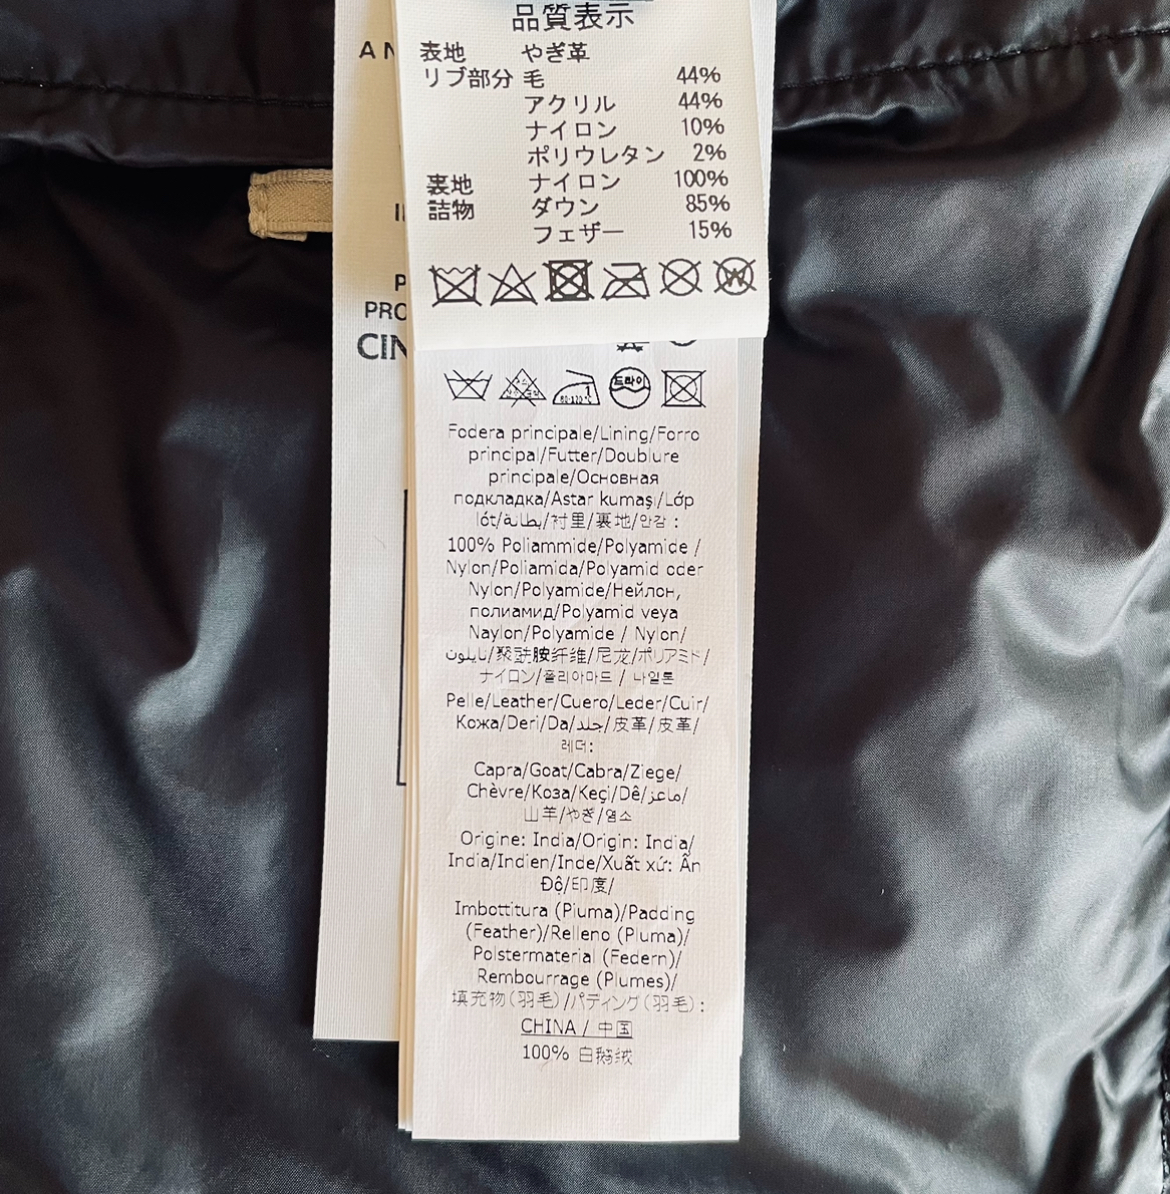 品質表示
表地 やぎ革
リブ部分 毛 44%
アクリル 44%
ナイロン 10%
ポリウレタン 2%
裏地 ナイロン 100%
詰物 ダウン 85%
フェザー 15%
W
A N
P
PRO
CIN
드라이
Fodera principale/Lining/Forro
principal/Futter/Doublure
principale/Основная
подкладка/Astar kumaşı/Lớp
lót/بطانة/衬里/裏地/안감 :
100% Poliammide/Polyamide /
Nylon/Poliamida/Polyamid oder
Nylon/Polyamide/Нейлон,
полиамид/Polyamid veya
Naylon/Polyamide / Nylon/
نايلون/聚酰胺纤维/尼龙/ポリアミド/
ナイロン/폴리아마드 / 나일론
Pelle/Leather/Cuero/Leder/Cuir/
Кожа/Deri/Da/جلد/皮革/皮革/
레더:
Capra/Goat/Cabra/Ziege/
Chèvre/Коза/Keçi/Dê/ماعز/
山羊/やぎ/염소
Origine: India/Origin: India/
India/Indien/Inde/Xuất xứ: Ấn
Độ/印度/
Imbottitura (Piuma)/Padding
(Feather)/Relleno (Pluma)/
Polstermaterial (Federn)/
Rembourrage (Plumes)/
填充物(羽毛)/パディング(羽毛):
CHINA / 中国
100% 白鹅绒